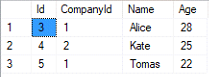 Id CompanyId Name Age
1 3 1 Alice 28
2 4 2 Kate 25
3 5 1 Tomas 22